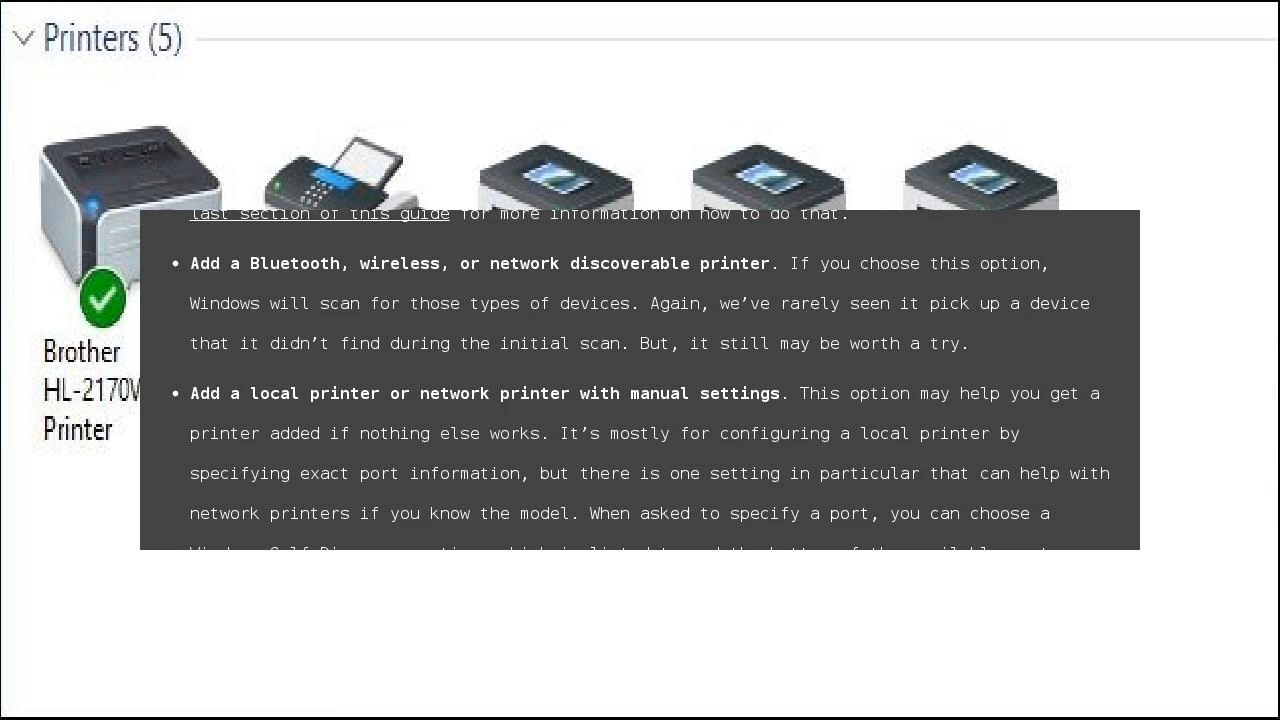 Printers (5)
last section of this guide for more information on how to do that.
• Add a Bluetooth, wireless, or network discoverable printer. If you choose this option,
Windows will scan for those types of devices. Again, we’ve rarely seen it pick up a device
that it didn’t find during the initial scan. But, it still may be worth a try.
• Add a local printer or network printer with manual settings. This option may help you get a
printer added if nothing else works. It’s mostly for configuring a local printer by
specifying exact port information, but there is one setting in particular that can help with
network printers if you know the model. When asked to specify a port, you can choose a
Brother
HL-2170W
Printer